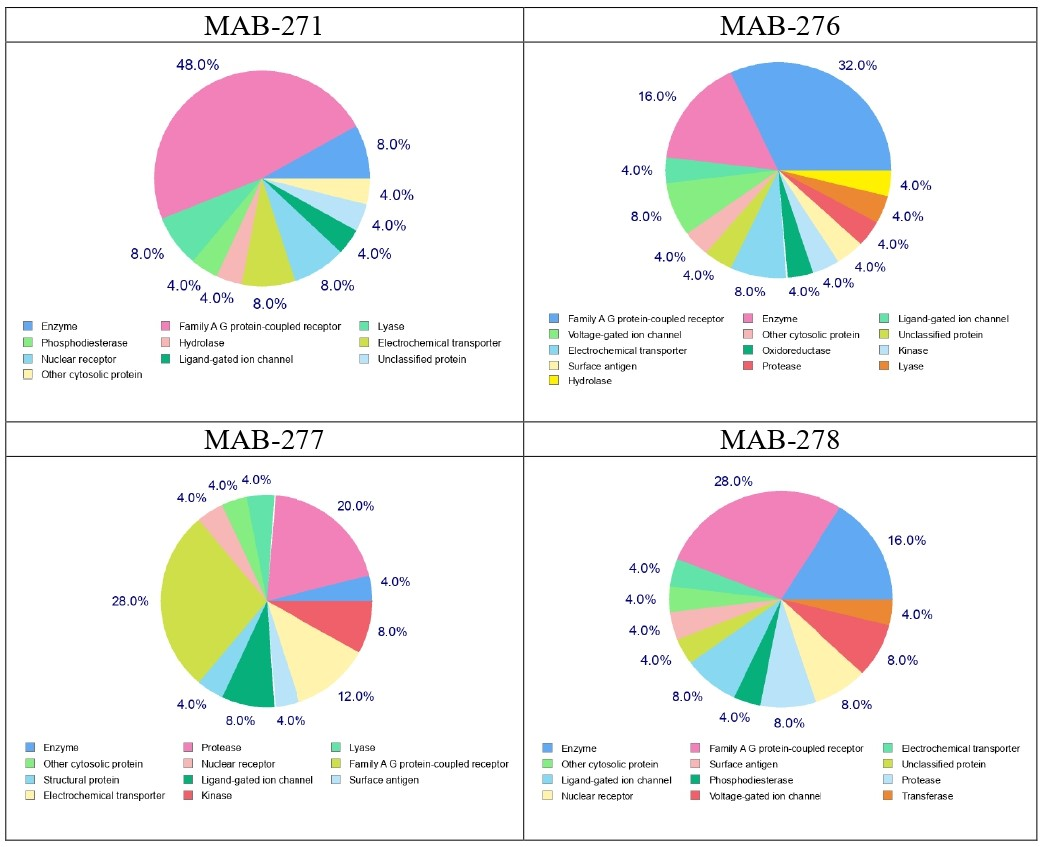 MAB-271
48.0%
8.0%
4.0%
4.0%
4.0%
8.0%
8.0%
4.0%
4.0%
8.0%
Enzyme Family A G protein-coupled receptor Lyase
Phosphodiesterase Hydrolase Electrochemical transporter
Nuclear receptor Ligand-gated ion channel Unclassified protein
Other cytosolic protein
MAB-276
32.0%
16.0%
4.0%
8.0%
4.0%
4.0%
8.0%
4.0%
4.0%
4.0%
4.0%
4.0%
4.0%
Family A G protein-coupled receptor Enzyme Ligand-gated ion channel
Voltage-gated ion channel Other cytosolic protein Unclassified protein
Electrochemical transporter Oxidoreductase Kinase
Surface antigen Protease Lyase
Hydrolase
MAB-277
4.0%
4.0%
4.0%
20.0%
4.0%
28.0%
8.0%
12.0%
4.0%
8.0%
4.0%
Enzyme Protease Lyase
Other cytosolic protein Nuclear receptor Family A G protein-coupled receptor
Structural protein Ligand-gated ion channel Surface antigen
Electrochemical transporter Kinase
MAB-278
28.0%
16.0%
4.0%
4.0%
4.0%
4.0%
8.0%
4.0%
8.0%
8.0%
8.0%
4.0%
Enzyme Family A G protein-coupled receptor Electrochemical transporter
Other cytosolic protein Surface antigen Unclassified protein
Ligand-gated ion channel Phosphodiesterase Protease
Nuclear receptor Voltage-gated ion channel Transferase